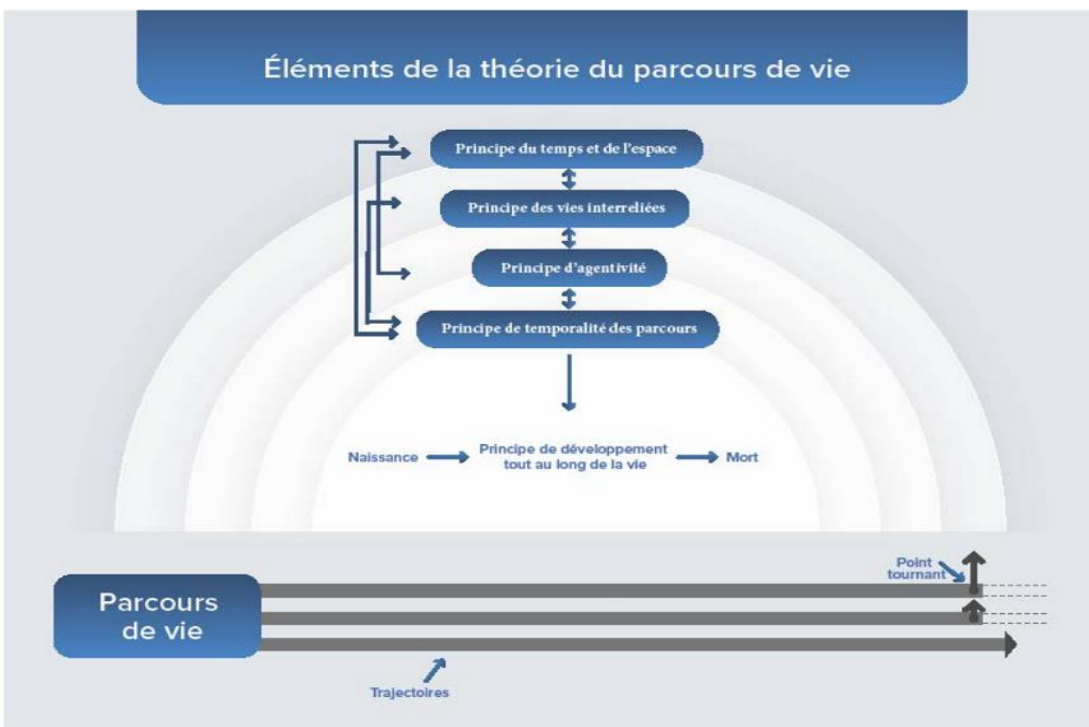 Éléments de la théorie du parcours de vie
Principe du temps et de l'espace
Principe des vies interreliées
Principe d'agentivité
Principe de temporalité des parcours
Naissance
Principe de développement
tout au long de la vie
Mort
Point
tournant
Parcours
de vie
Trajectoires